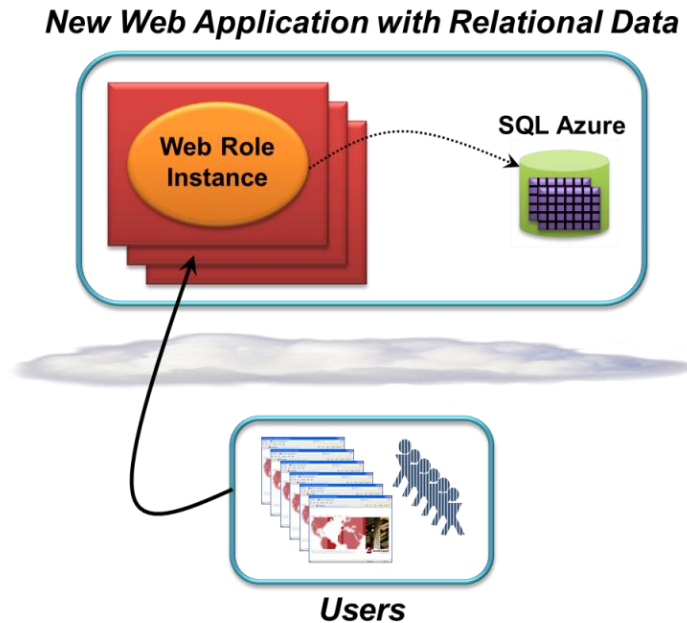 New Web Application with Relational Data
Web Role
Instance
SQL Azure
Users